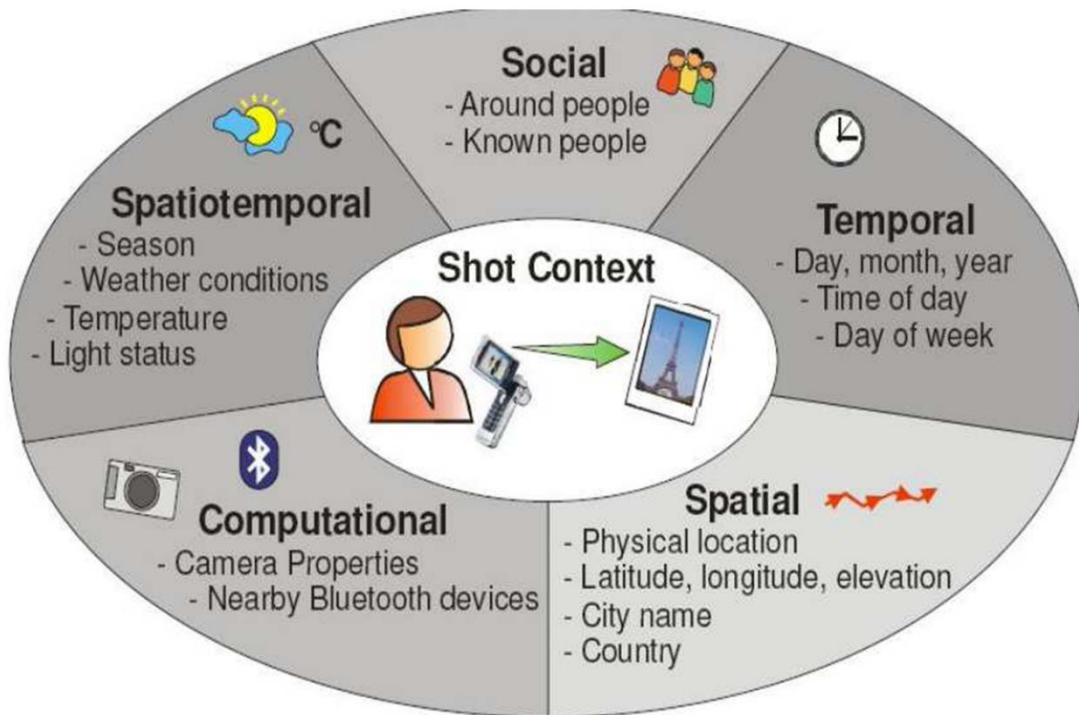 Social
- Around people
- Known people
°C
Spatiotemporal
- Season
- Weather conditions
- Temperature
- Light status
Temporal
- Day, month, year
- Time of day
- Day of week
Shot Context
Computational
- Camera Properties
- Nearby Bluetooth devices
Spatial
- Physical location
- Latitude, longitude, elevation
- City name
- Country